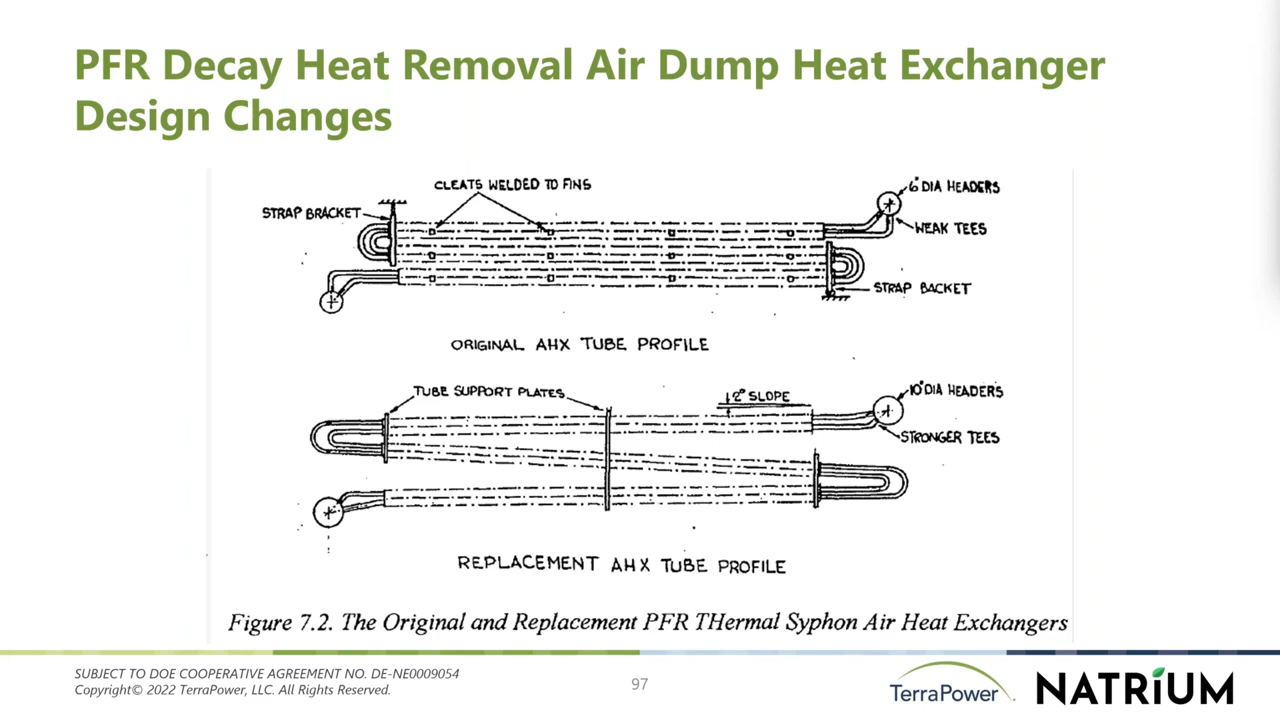 PFR Decay Heat Removal Air Dump Heat Exchanger
Design Changes
CLEATS WELDED TO FINS
STRAP BRACKET
6" DIA HEADERS
WEAK TEES
STRAP BACKET
ORIGINAL AHX TUBE PROFILE
TUBE SUPPORT PLATES
2° SLOPE
10" DIA HEADERS
STRONGER TEES
REPLACEMENT AHX TUBE PROFILE
Figure 7.2. The Original and Replacement PFR THermal Syphon Air Heat Exchangers
SUBJECT TO DOE COOPERATIVE AGREEMENT NO. DE-NE0009054
Copyright© 2022 TerraPower, LLC. All Rights Reserved.
97
TerraPower
NATRIUM